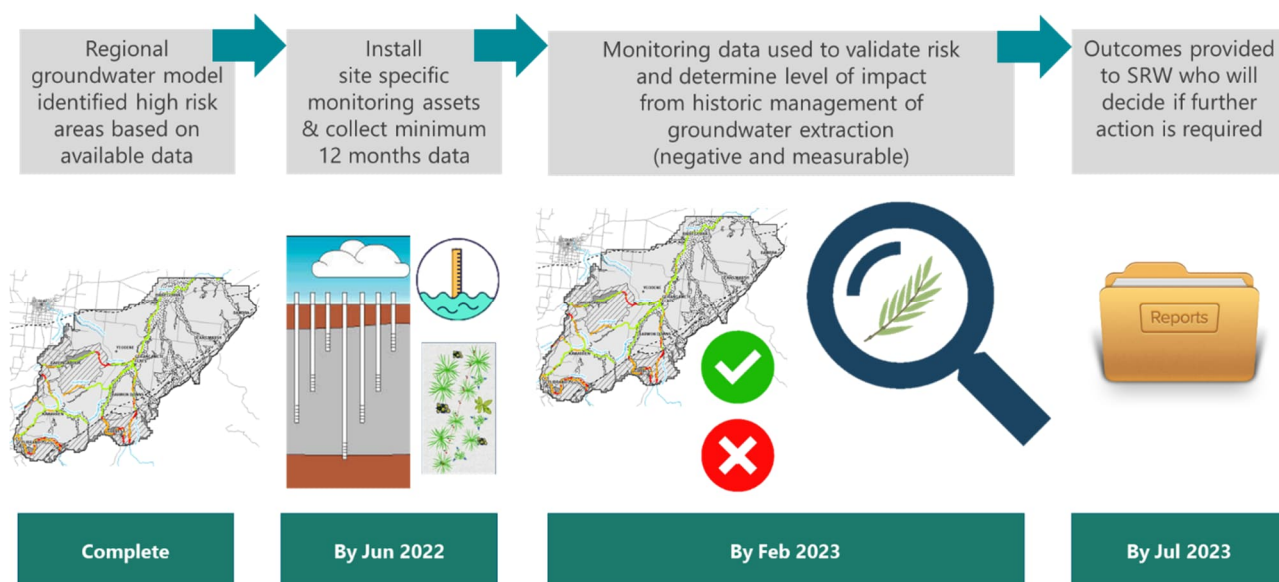 Regional
groundwater model
identified high risk
areas based on
available data
Install
site specific
monitoring assets
& collect minimum
12 months data
Monitoring data used to validate risk
and determine level of impact
from historic management of
groundwater extraction
(negative and measurable)
Outcomes provided
to SRW who will
decide if further
action is required
Reports
Complete
By Jun 2022
By Feb 2023
By Jul 2023